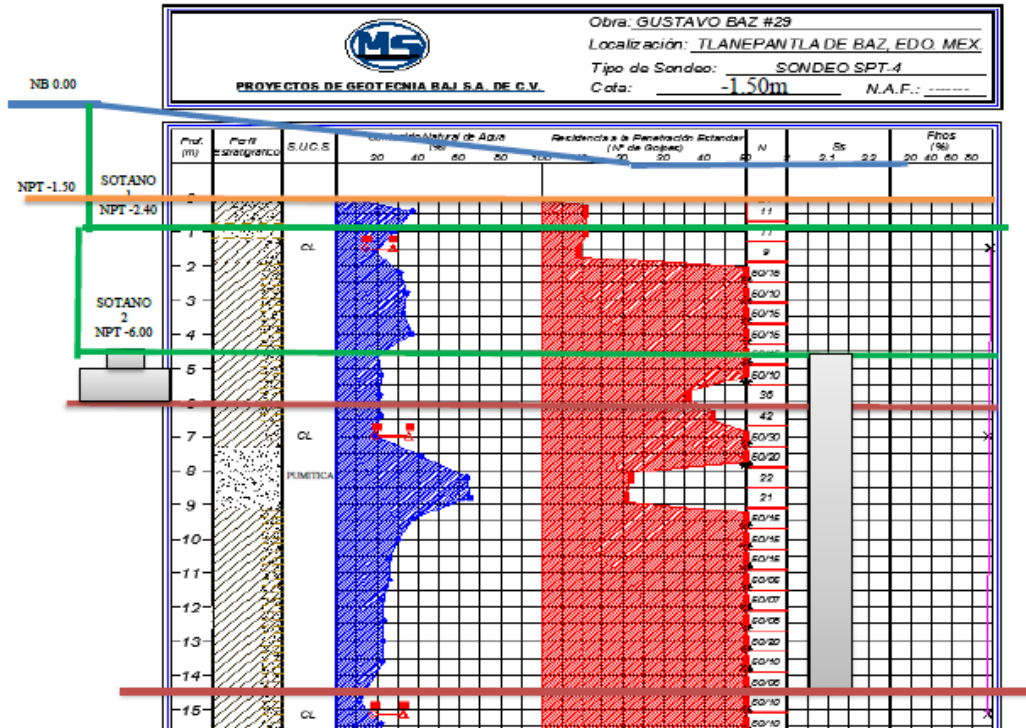 MS
PROYECTOS DE GEOTECNIA BAJ S.A. DE C.V.
Obra: GUSTAVO BAZ #29
Localización: TLANEPANTLA DE BAZ, EDO. MEX.
Tipo de Sondeo: SONDEO SPT-4
Cota: -1.50m N.A.F.: ------
NB 0.00
Prof. (m)
Perfil Estratigrafico
S.U.C.S.
Contenido Natural de Agua (%)
20 40 60 80 100
Resistencia a la Penetración Estandar
(Nº de Golpes)
20 30 40
N
Ss
2.1 2.2
Finos
(%)
20 40 60 80
NPT -1.50
SOTANO
1
NPT -2.40
11
11
1
CL
9
2
50/15
3
50/10
50/15
SOTANO
2
NPT -6.00
4
50/15
5
50/10
36
42
7
CL
50/30
50/20
8
PUMITICA
22
21
9
50/15
10
50/15
50/15
11
50/05
12
50/07
50/05
13
50/20
14
50/10
50/05
15
CL
50/10
50/10